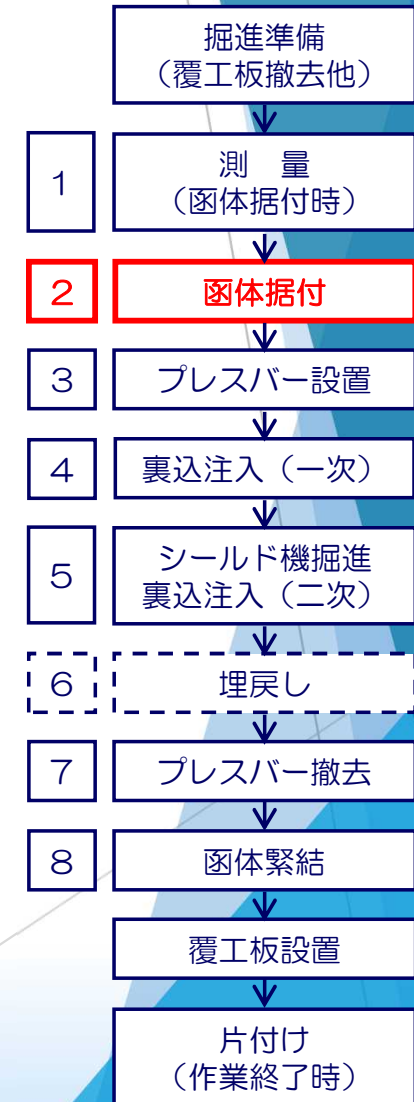 掘進準備
（覆工板撤去他）
１
測　量
（函体据付時）
２
函体据付
３
プレスバー設置
４
裏込注入（一次）
５
シールド機掘進
裏込注入（二次）
６
埋戻し
７
プレスバー撤去
８
函体緊結
覆工板設置
片付け
（作業終了時）